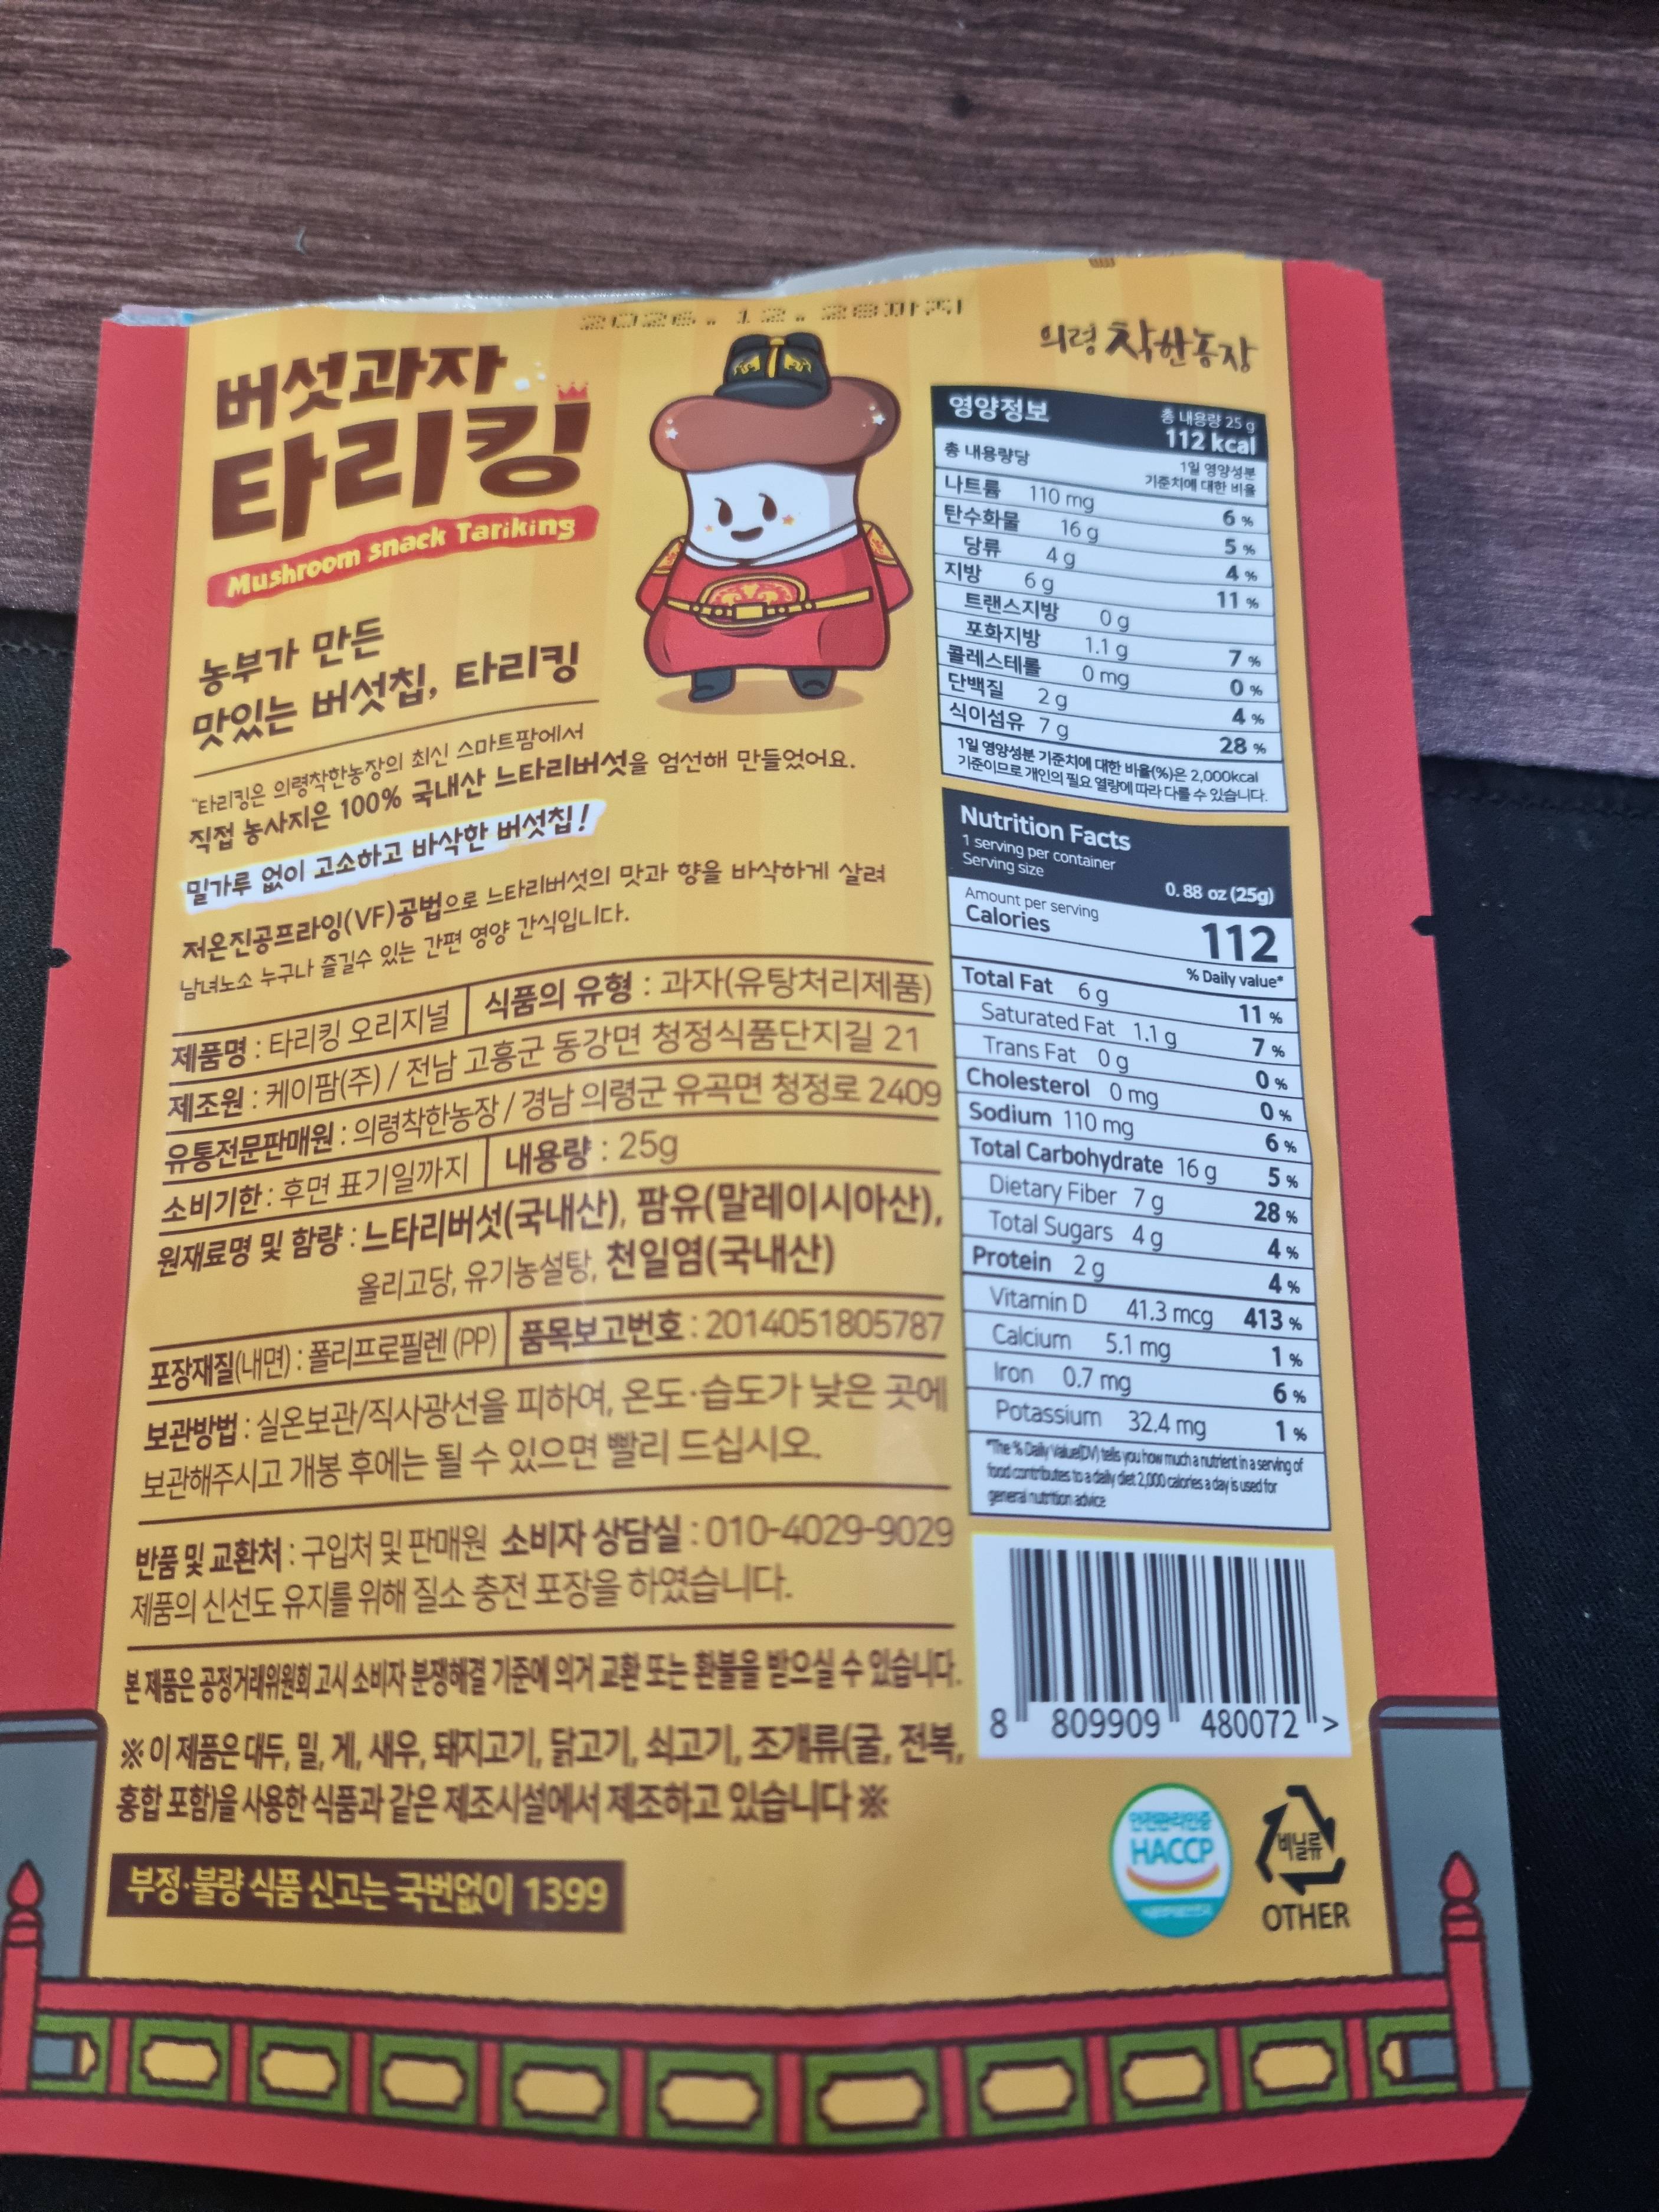 2026. 12. 28까지
의령 착한농장
버섯과자
타리킹
Mushroom snack Tariking
농부가 만든
맛있는 버섯칩, 타리킹
"타리킹은 의령착한농장의 최신 스마트팜에서
직접 농사지은 100% 국내산 느타리버섯을 엄선해 만들었어요.
밀가루 없이 고소하고 바삭한 버섯칩!
저온진공프라잉(VF)공법으로 느타리버섯의 맛과 향을 바삭하게 살려
남녀노소 누구나 즐길수 있는 간편 영양 간식입니다.
제품명 : 타리킹 오리지널 식품의 유형 : 과자(유탕처리제품)
제조원 : 케이팜(주) / 전남 고흥군 동강면 청정식품단지길 21
유통전문판매원 : 의령착한농장 / 경남 의령군 유곡면 청정로 2409
소비기한 : 후면 표기일까지 내용량 : 25g
원재료명 및 함량 : 느타리버섯(국내산), 팜유(말레이시아산),
올리고당, 유기농설탕, 천일염(국내산)
포장재질(내면) : 폴리프로필렌 (PP) 품목보고번호 : 2014051805787
보관방법 : 실온보관/직사광선을 피하여, 온도·습도가 낮은 곳에
보관해주시고 개봉 후에는 될 수 있으면 빨리 드십시오.
반품 및 교환처 : 구입처 및 판매원 소비자 상담실 : 010-4029-9029
제품의 신선도 유지를 위해 질소 충전 포장을 하였습니다.
본 제품은 공정거래위원회 고시 소비자 분쟁해결 기준에 의거 교환 또는 환불을 받으실 수 있습니다.
※ 이 제품은 대두, 밀, 게, 새우, 돼지고기, 닭고기, 쇠고기, 조개류(굴, 전복,
홍합 포함)을 사용한 식품과 같은 제조시설에서 제조하고 있습니다 ※
부정·불량 식품 신고는 국번없이 1399
영양정보 총 내용량 25 g
112 kcal
총 내용량당 1일 영양성분
기준치에 대한 비율
나트륨 110 mg 6 %
탄수화물 16 g 5 %
당류 4 g 4 %
지방 6 g 11 %
트랜스지방 0 g
포화지방 1.1 g 7 %
콜레스테롤 0 mg 0 %
단백질 2 g 4 %
식이섬유 7 g 28 %
1일 영양성분 기준치에 대한 비율(%)은 2,000kcal
기준이므로 개인의 필요 열량에 따라 다를 수 있습니다.
Nutrition Facts
1 serving per container
Serving size 0. 88 oz (25g)
Amount per serving
Calories 112
% Daily value*
Total Fat 6 g 11 %
Saturated Fat 1.1 g 7 %
Trans Fat 0 g 0 %
Cholesterol 0 mg 0 %
Sodium 110 mg 6 %
Total Carbohydrate 16 g 5 %
Dietary Fiber 7 g 28 %
Total Sugars 4 g 4 %
Protein 2 g 4 %
Vitamin D 41.3 mcg 413 %
Calcium 5.1 mg 1 %
Iron 0.7 mg 6 %
Potassium 32.4 mg 1 %
*The % Daily Value(DV) tells you how much a nutrient in a serving of
food contributes to a daily diet 2,000 calories a day is used for
general nutrition advice
8 809909 480072 >
안전관리인증
HACCP
비닐류
OTHER